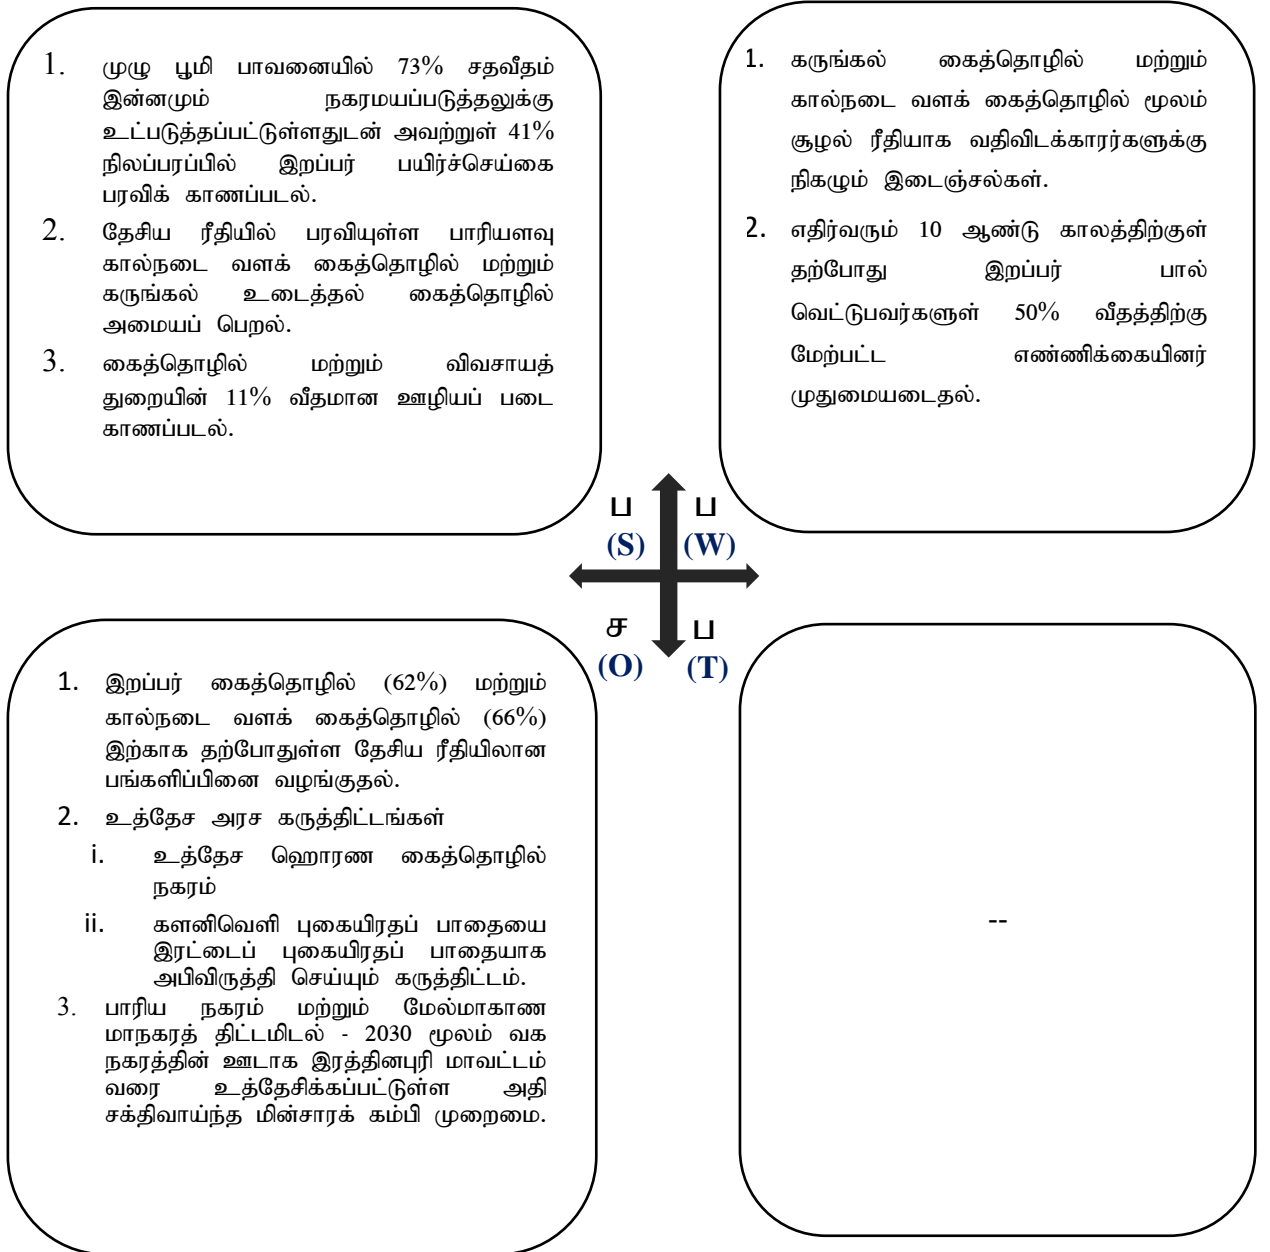 1. முழு பூமி பாவனையில் 73% சதவீதம்
இன்னமும் நகரமயப்படுத்தலுக்கு
உட்படுத்தப்பட்டுள்ளதுடன் அவற்றுள் 41%
நிலப்பரப்பில் இறப்பர் பயிர்ச்செய்கை
பரவிக் காணப்படல்.
2. தேசிய ரீதியில் பரவியுள்ள பாரியளவு
கால்நடை வளக் கைத்தொழில் மற்றும்
கருங்கல் உடைத்தல் கைத்தொழில்
அமையப் பெறல்.
3. கைத்தொழில் மற்றும் விவசாயத்
துறையின் 11% வீதமான ஊழியப் படை
காணப்படல்.
1. கருங்கல் கைத்தொழில் மற்றும்
கால்நடை வளக் கைத்தொழில் மூலம்
சூழல் ரீதியாக வதிவிடக்காரர்களுக்கு
நிகழும் இடைஞ்சல்கள்.
2. எதிர்வரும் 10 ஆண்டு காலத்திற்குள்
தற்போது இறப்பர் பால்
வெட்டுபவர்களுள் 50% வீதத்திற்கு
மேற்பட்ட எண்ணிக்கையினர்
முதுமையடைதல்.
ப ப
(S) (W)
ச ப
(O) (T)
1. இறப்பர் கைத்தொழில் (62%) மற்றும்
கால்நடை வளக் கைத்தொழில் (66%)
இற்காக தற்போதுள்ள தேசிய ரீதியிலான
பங்களிப்பினை வழங்குதல்.
2. உத்தேச அரச கருத்திட்டங்கள்
i. உத்தேச ஹொரண கைத்தொழில்
நகரம்
ii. களனிவெளி புகையிரதப் பாதையை
இரட்டைப் புகையிரதப் பாதையாக
அபிவிருத்தி செய்யும் கருத்திட்டம்.
3. பாரிய நகரம் மற்றும் மேல்மாகாண
மாநகரத் திட்டமிடல் - 2030 மூலம் வக
நகரத்தின் ஊடாக இரத்தினபுரி மாவட்டம்
வரை உத்தேசிக்கப்பட்டுள்ள அதி
சக்திவாய்ந்த மின்சாரக் கம்பி முறைமை.
--